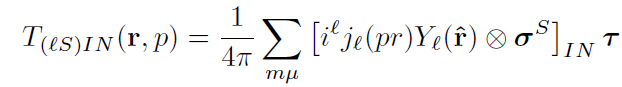 T_{(\ell S)IN}(\mathbf{r}, p) = \frac{1}{4\pi} \sum_{m\mu} \left[ i^{\ell} j_{\ell}(pr) Y_{\ell}(\hat{\mathbf{r}}) \otimes \boldsymbol{\sigma}^{S} \right]_{IN} \boldsymbol{\tau}